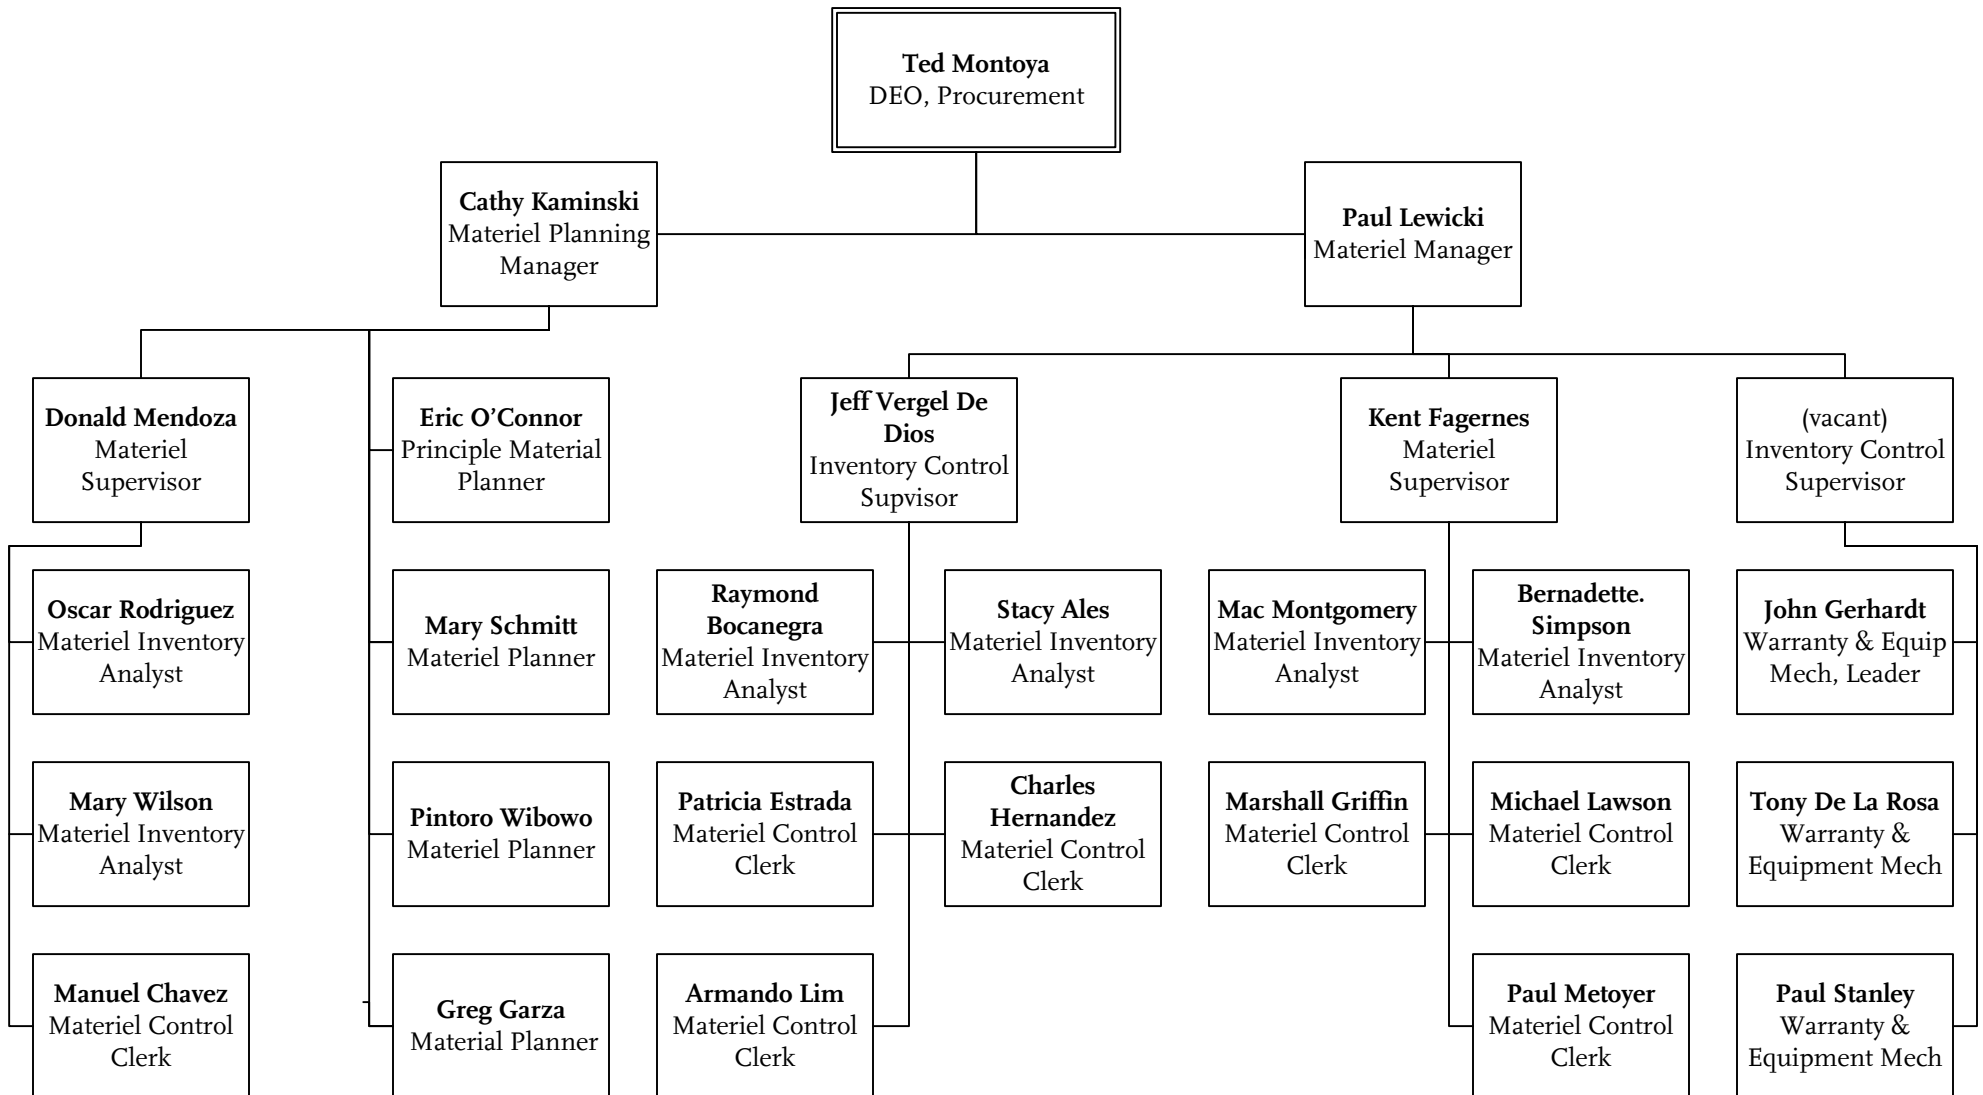 Ted Montoya
DEO, Procurement
Cathy Kaminski
Materiel Planning
Manager
Paul Lewicki
Materiel Manager
Donald Mendoza
Materiel
Supervisor
Eric O’Connor
Principle Material
Planner
Jeff Vergel De
Dios
Inventory Control
Supvisor
Kent Fagernes
Materiel
Supervisor
(vacant)
Inventory Control
Supervisor
Oscar Rodriguez
Materiel Inventory
Analyst
Mary Schmitt
Materiel Planner
Raymond
Bocanegra
Materiel Inventory
Analyst
Stacy Ales
Materiel Inventory
Analyst
Mac Montgomery
Materiel Inventory
Analyst
Bernadette.
Simpson
Materiel Inventory
Analyst
John Gerhardt
Warranty & Equip
Mech, Leader
Mary Wilson
Materiel Inventory
Analyst
Pintoro Wibowo
Materiel Planner
Patricia Estrada
Materiel Control
Clerk
Charles
Hernandez
Materiel Control
Clerk
Marshall Griffin
Materiel Control
Clerk
Michael Lawson
Materiel Control
Clerk
Tony De La Rosa
Warranty &
Equipment Mech
Manuel Chavez
Materiel Control
Clerk
Greg Garza
Material Planner
Armando Lim
Materiel Control
Clerk
Paul Metoyer
Materiel Control
Clerk
Paul Stanley
Warranty &
Equipment Mech